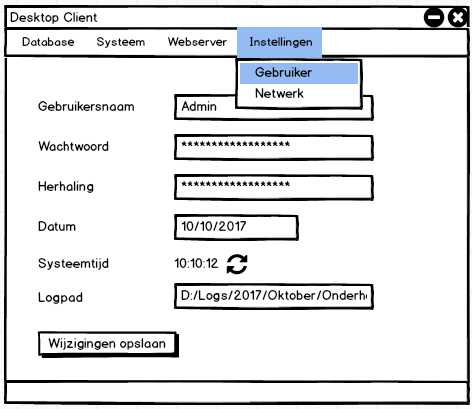 Desktop Client
Database Systeem Webserver Instellingen
Gebruiker
Netwerk
Gebruikersnaam Admin
Wachtwoord ******************
Herhaling ******************
Datum 10/10/2017
Systeemtijd 10:10:12
Logpad D:/Logs/2017/Oktober/Onderh
Wijzigingen opslaan